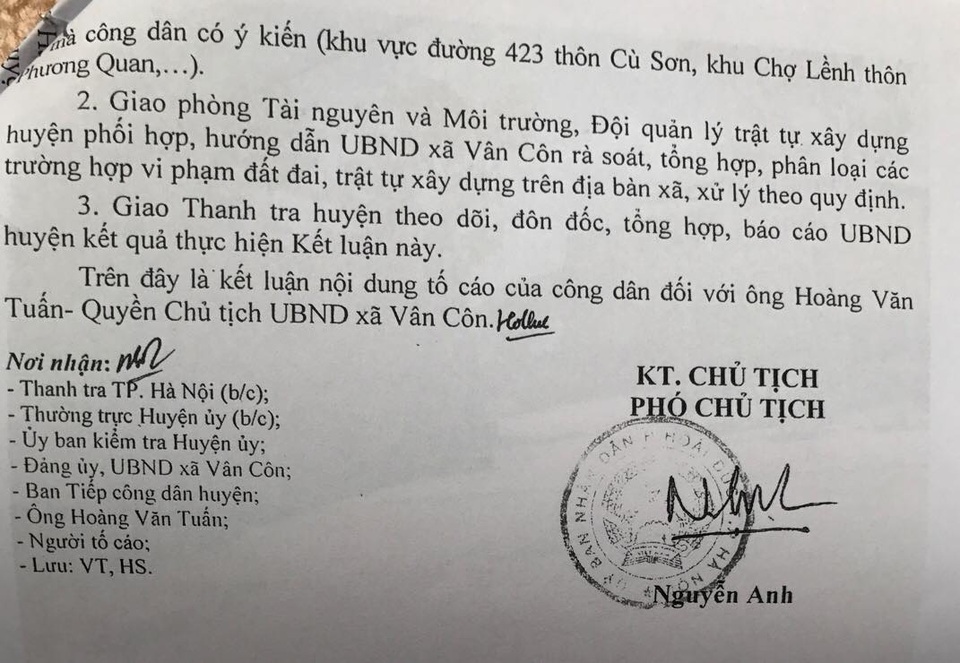 mà công dân có ý kiến (khu vực đường 423 thôn Cù Sơn, khu Chợ Lềnh thôn
Phương Quan,…).
2. Giao phòng Tài nguyên và Môi trường, Đội quản lý trật tự xây dựng
huyện phối hợp, hướng dẫn UBND xã Vân Côn rà soát, tổng hợp, phân loại các
trường hợp vi phạm đất đai, trật tự xây dựng trên địa bàn xã, xử lý theo quy định.
3. Giao Thanh tra huyện theo dõi, đôn đốc, tổng hợp, báo cáo UBND
huyện kết quả thực hiện Kết luận này.
Trên đây là kết luận nội dung tố cáo của công dân đối với ông Hoàng Văn
Tuấn- Quyền Chủ tịch UBND xã Vân Côn.
Nơi nhận:
- Thanh tra TP. Hà Nội (b/c);
- Thường trực Huyện ủy (b/c);
- Ủy ban kiểm tra Huyện ủy;
- Đảng ủy, UBND xã Vân Côn;
- Ban Tiếp công dân huyện;
- Ông Hoàng Văn Tuấn;
- Người tố cáo;
- Lưu: VT, HS.
KT. CHỦ TỊCH
PHÓ CHỦ TỊCH
ỦY BAN NHÂN DÂN H HOÀI ĐỨC
HÀ NỘI
Nguyễn Anh